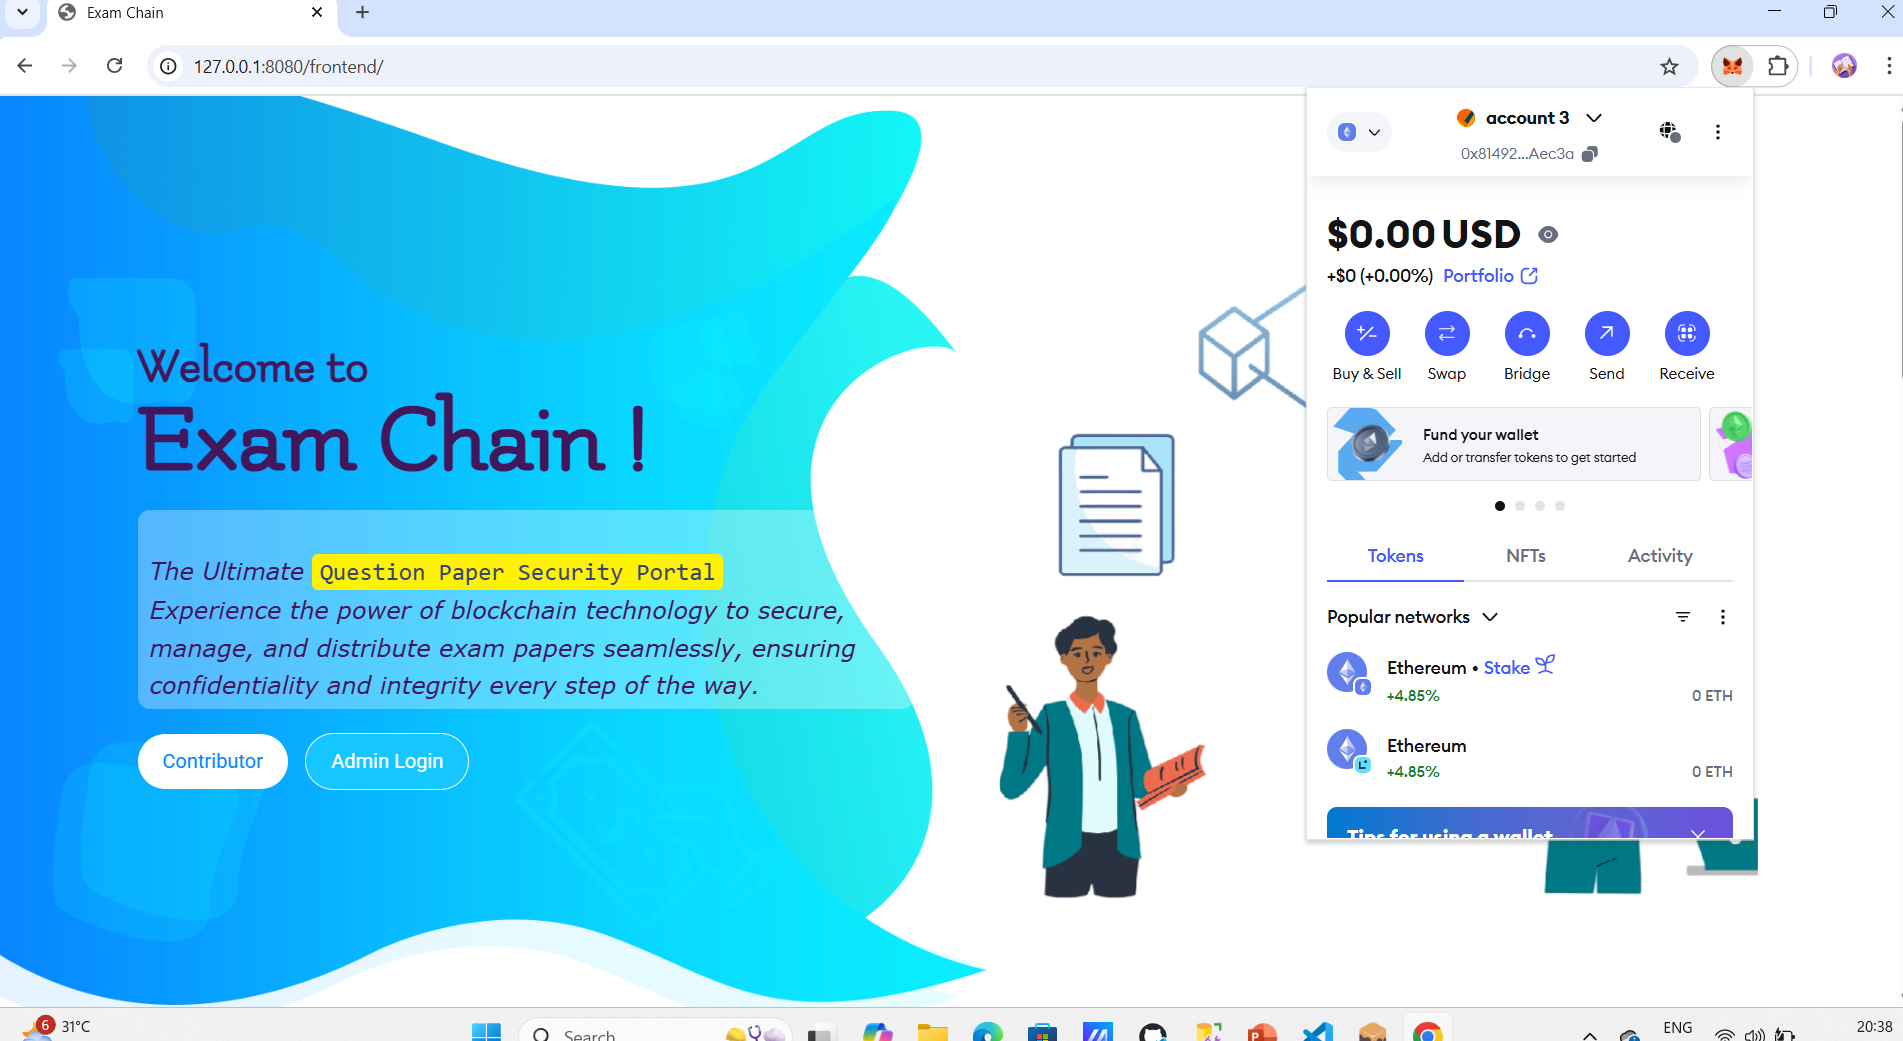 Exam Chain
127.0.0.1:8080/frontend/
account 3
0x81492...Aec3a
$0.00 USD
+$0 (+0.00%) Portfolio
Buy & Sell Swap Bridge Send Receive
Fund your wallet
Add or transfer tokens to get started
Tokens NFTs Activity
Popular networks
Ethereum • Stake
+4.85% 0 ETH
Ethereum
+4.85% 0 ETH
Tips for using a wallet
Welcome to
Exam Chain !
The Ultimate Question Paper Security Portal
Experience the power of blockchain technology to secure,
manage, and distribute exam papers seamlessly, ensuring
confidentiality and integrity every step of the way.
Contributor Admin Login
6 31°C
Search
ENG
20:38